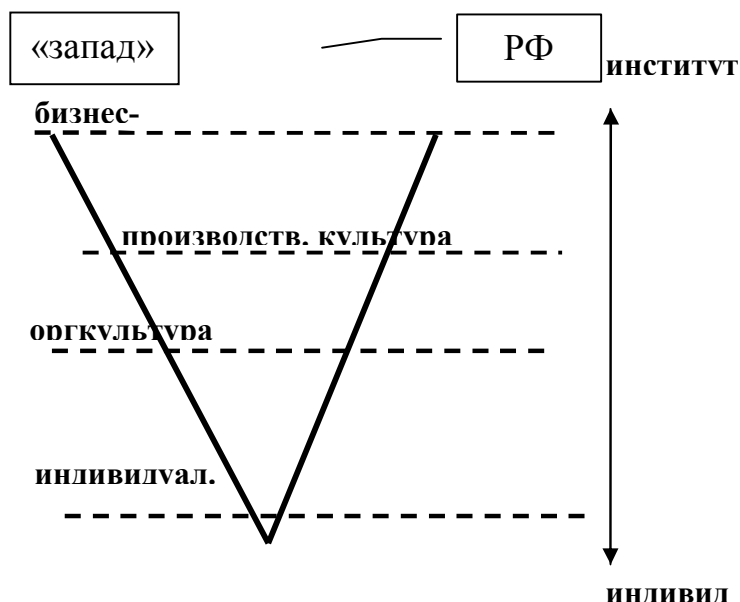 «запад»
РФ
институт
бизнес-
производств. культура
оргкультура
индивидуал.
индивид